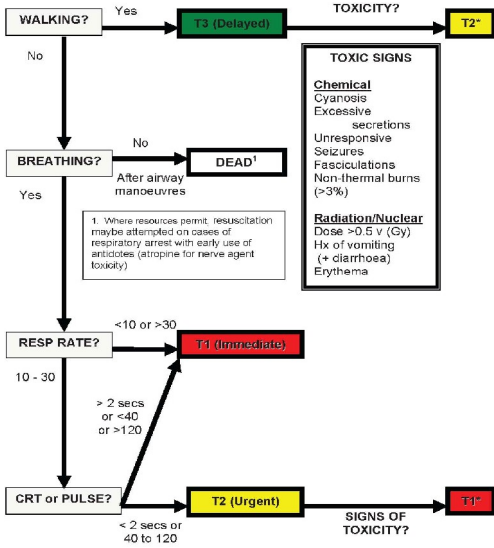 WALKING?
Yes
T3 (Delayed)
TOXICITY?
T2*
No
TOXIC SIGNS
Chemical
Cyanosis
Excessive
secretions
Unresponsive
Seizures
Fasciculations
Non-thermal burns
(>3%)
Radiation/Nuclear
Dose >0.5 v (Gy)
Hx of vomiting
(+ diarrhoea)
Erythema
BREATHING?
No
After airway
manoeuvres
DEAD¹
Yes
1. Where resources permit, resuscitation
maybe attempted on cases of
respiratory arrest with early use of
antidotes (atropine for nerve agent
toxicity)
RESP RATE?
<10 or >30
T1 (Immediate)
10 - 30
> 2 secs
or <40
or >120
CRT or PULSE?
< 2 secs or
40 to 120
T2 (Urgent)
SIGNS OF
TOXICITY?
T1*